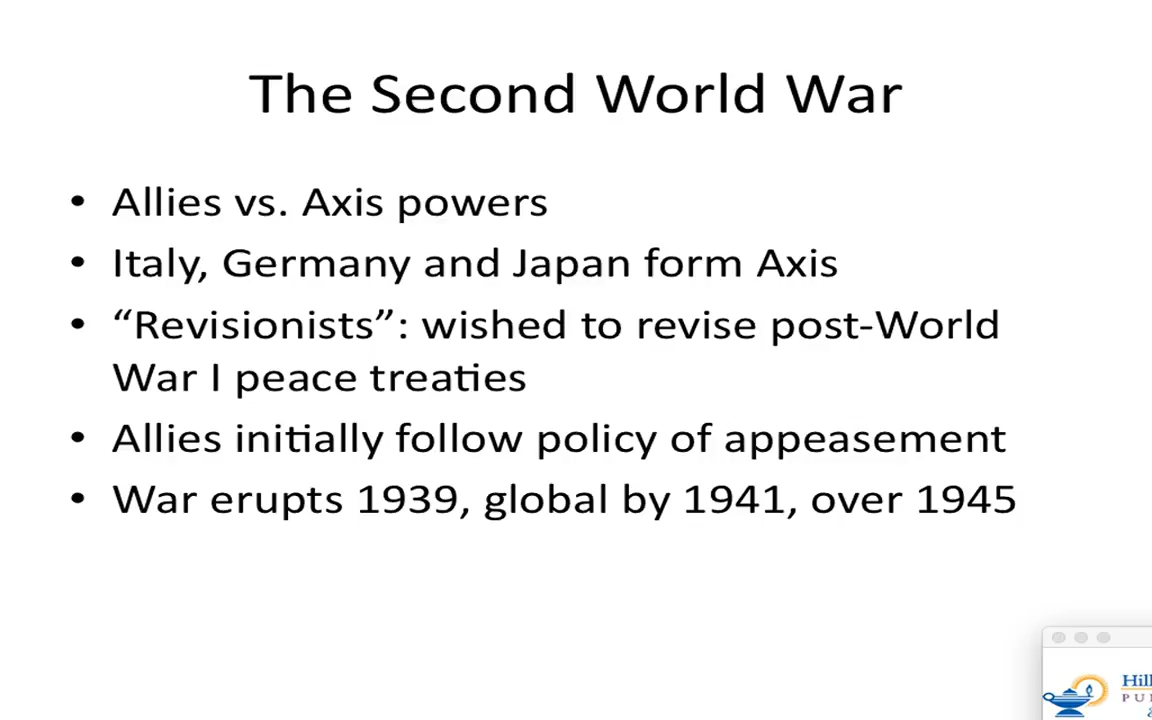 The Second World War
• Allies vs. Axis powers
• Italy, Germany and Japan form Axis
• “Revisionists”: wished to revise post-World
War I peace treaties
• Allies initially follow policy of appeasement
• War erupts 1939, global by 1941, over 1945